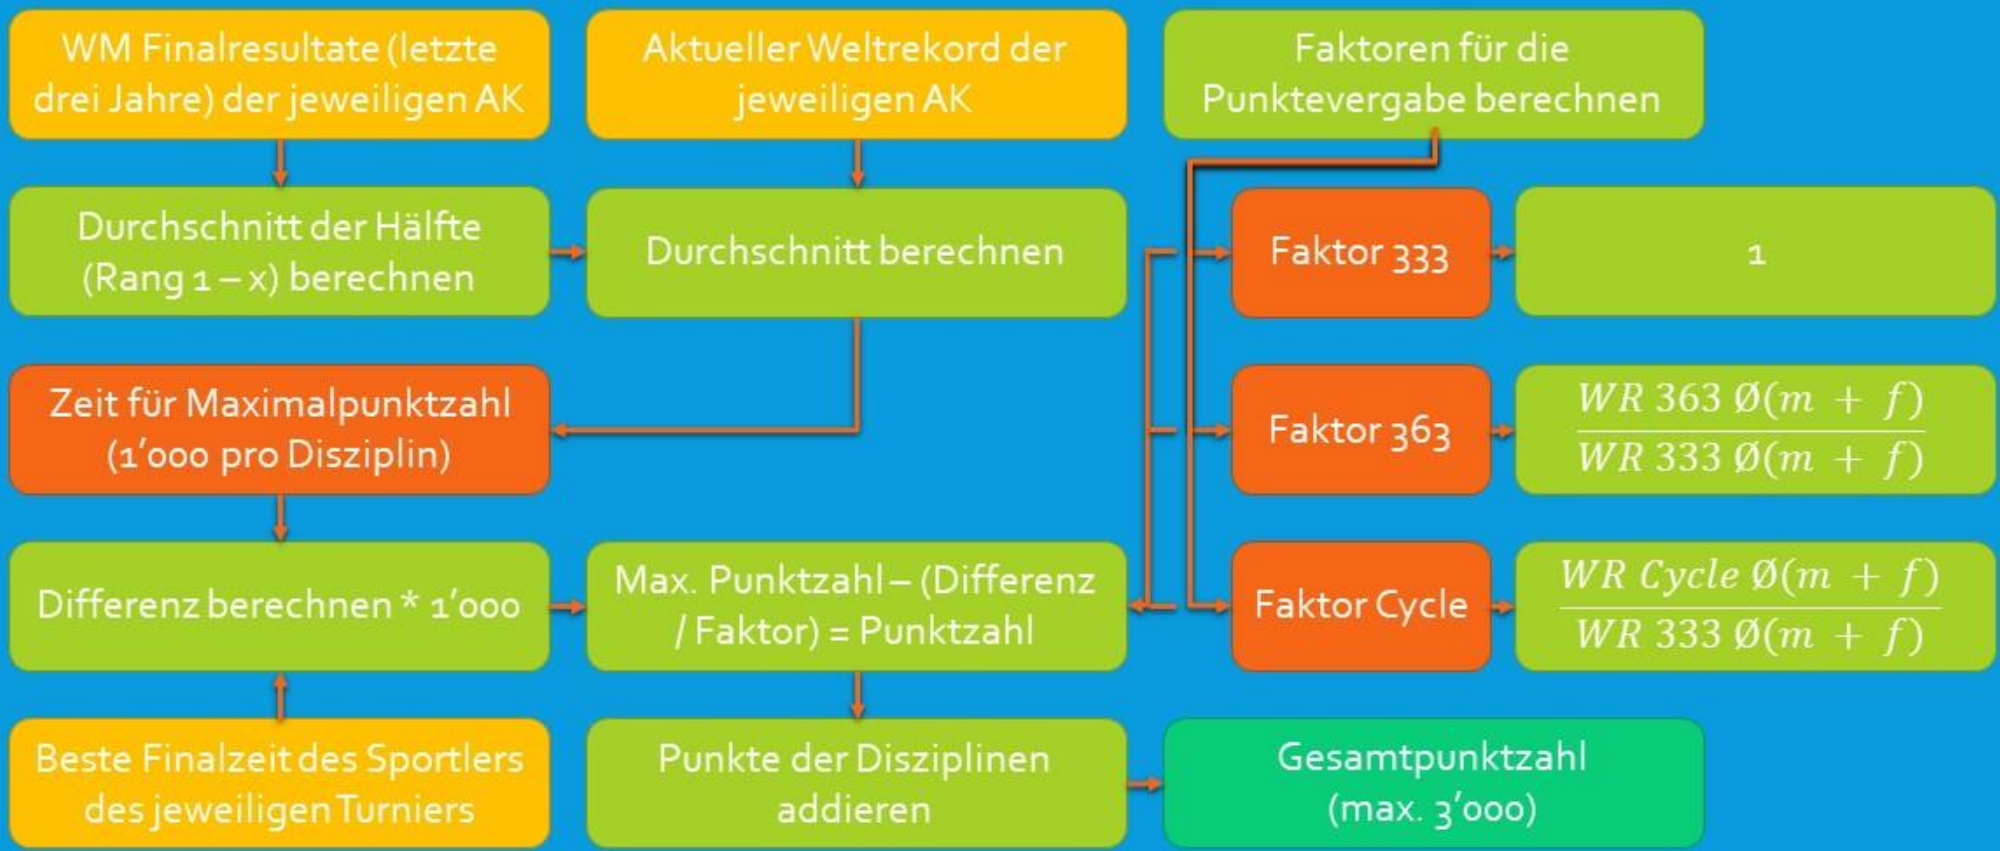 WM Finalresultate (letzte
drei Jahre) der jeweiligen AK
Aktueller Weltrekord der
jeweiligen AK
Faktoren für die
Punktevergabe berechnen
Durchschnitt der Hälfte
(Rang 1 – x) berechnen
Durchschnitt berechnen
Faktor 333
1
Zeit für Maximalpunktzahl
(1'000 pro Disziplin)
Faktor 363
WR 363 Ø(m + f)
WR 333 Ø(m + f)
Differenz berechnen * 1'000
Max. Punktzahl – (Differenz
/ Faktor) = Punktzahl
Faktor Cycle
WR Cycle Ø(m + f)
WR 333 Ø(m + f)
Beste Finalzeit des Sportlers
des jeweiligen Turniers
Punkte der Disziplinen
addieren
Gesamtpunktzahl
(max. 3'000)